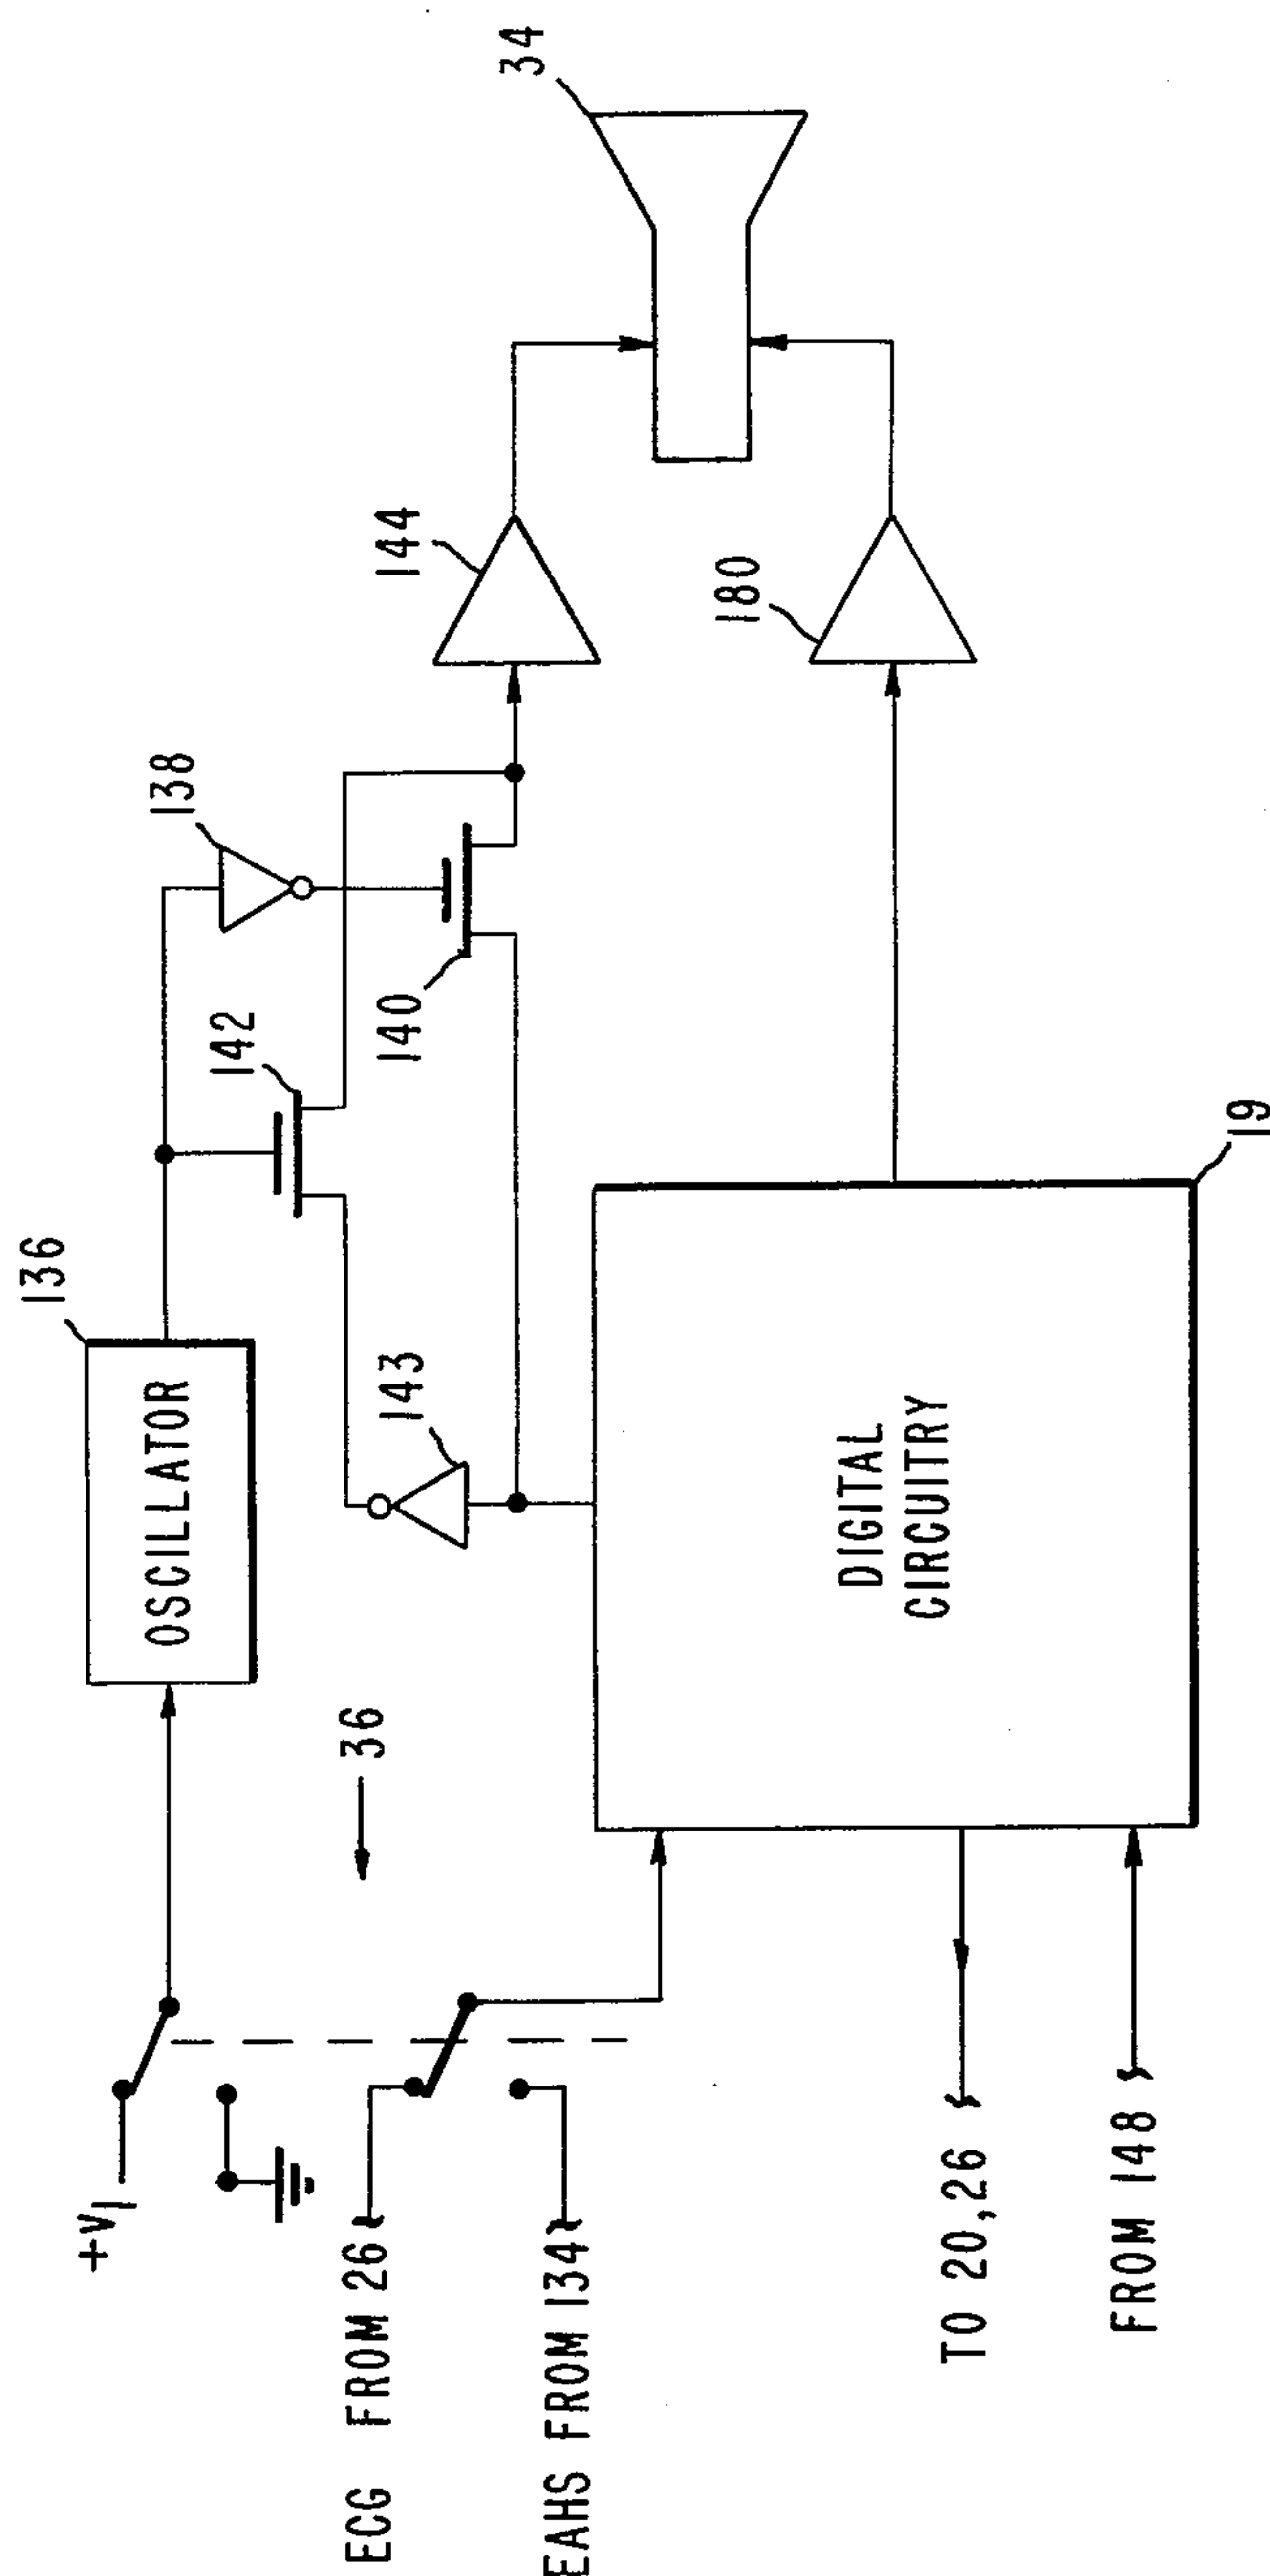 +V1
136
OSCILLATOR
138
142
143
140
144
34
36
ECG FROM 26
EAHS FROM 134
DIGITAL
CIRCUITRY
180
TO 20,26
FROM 148
19